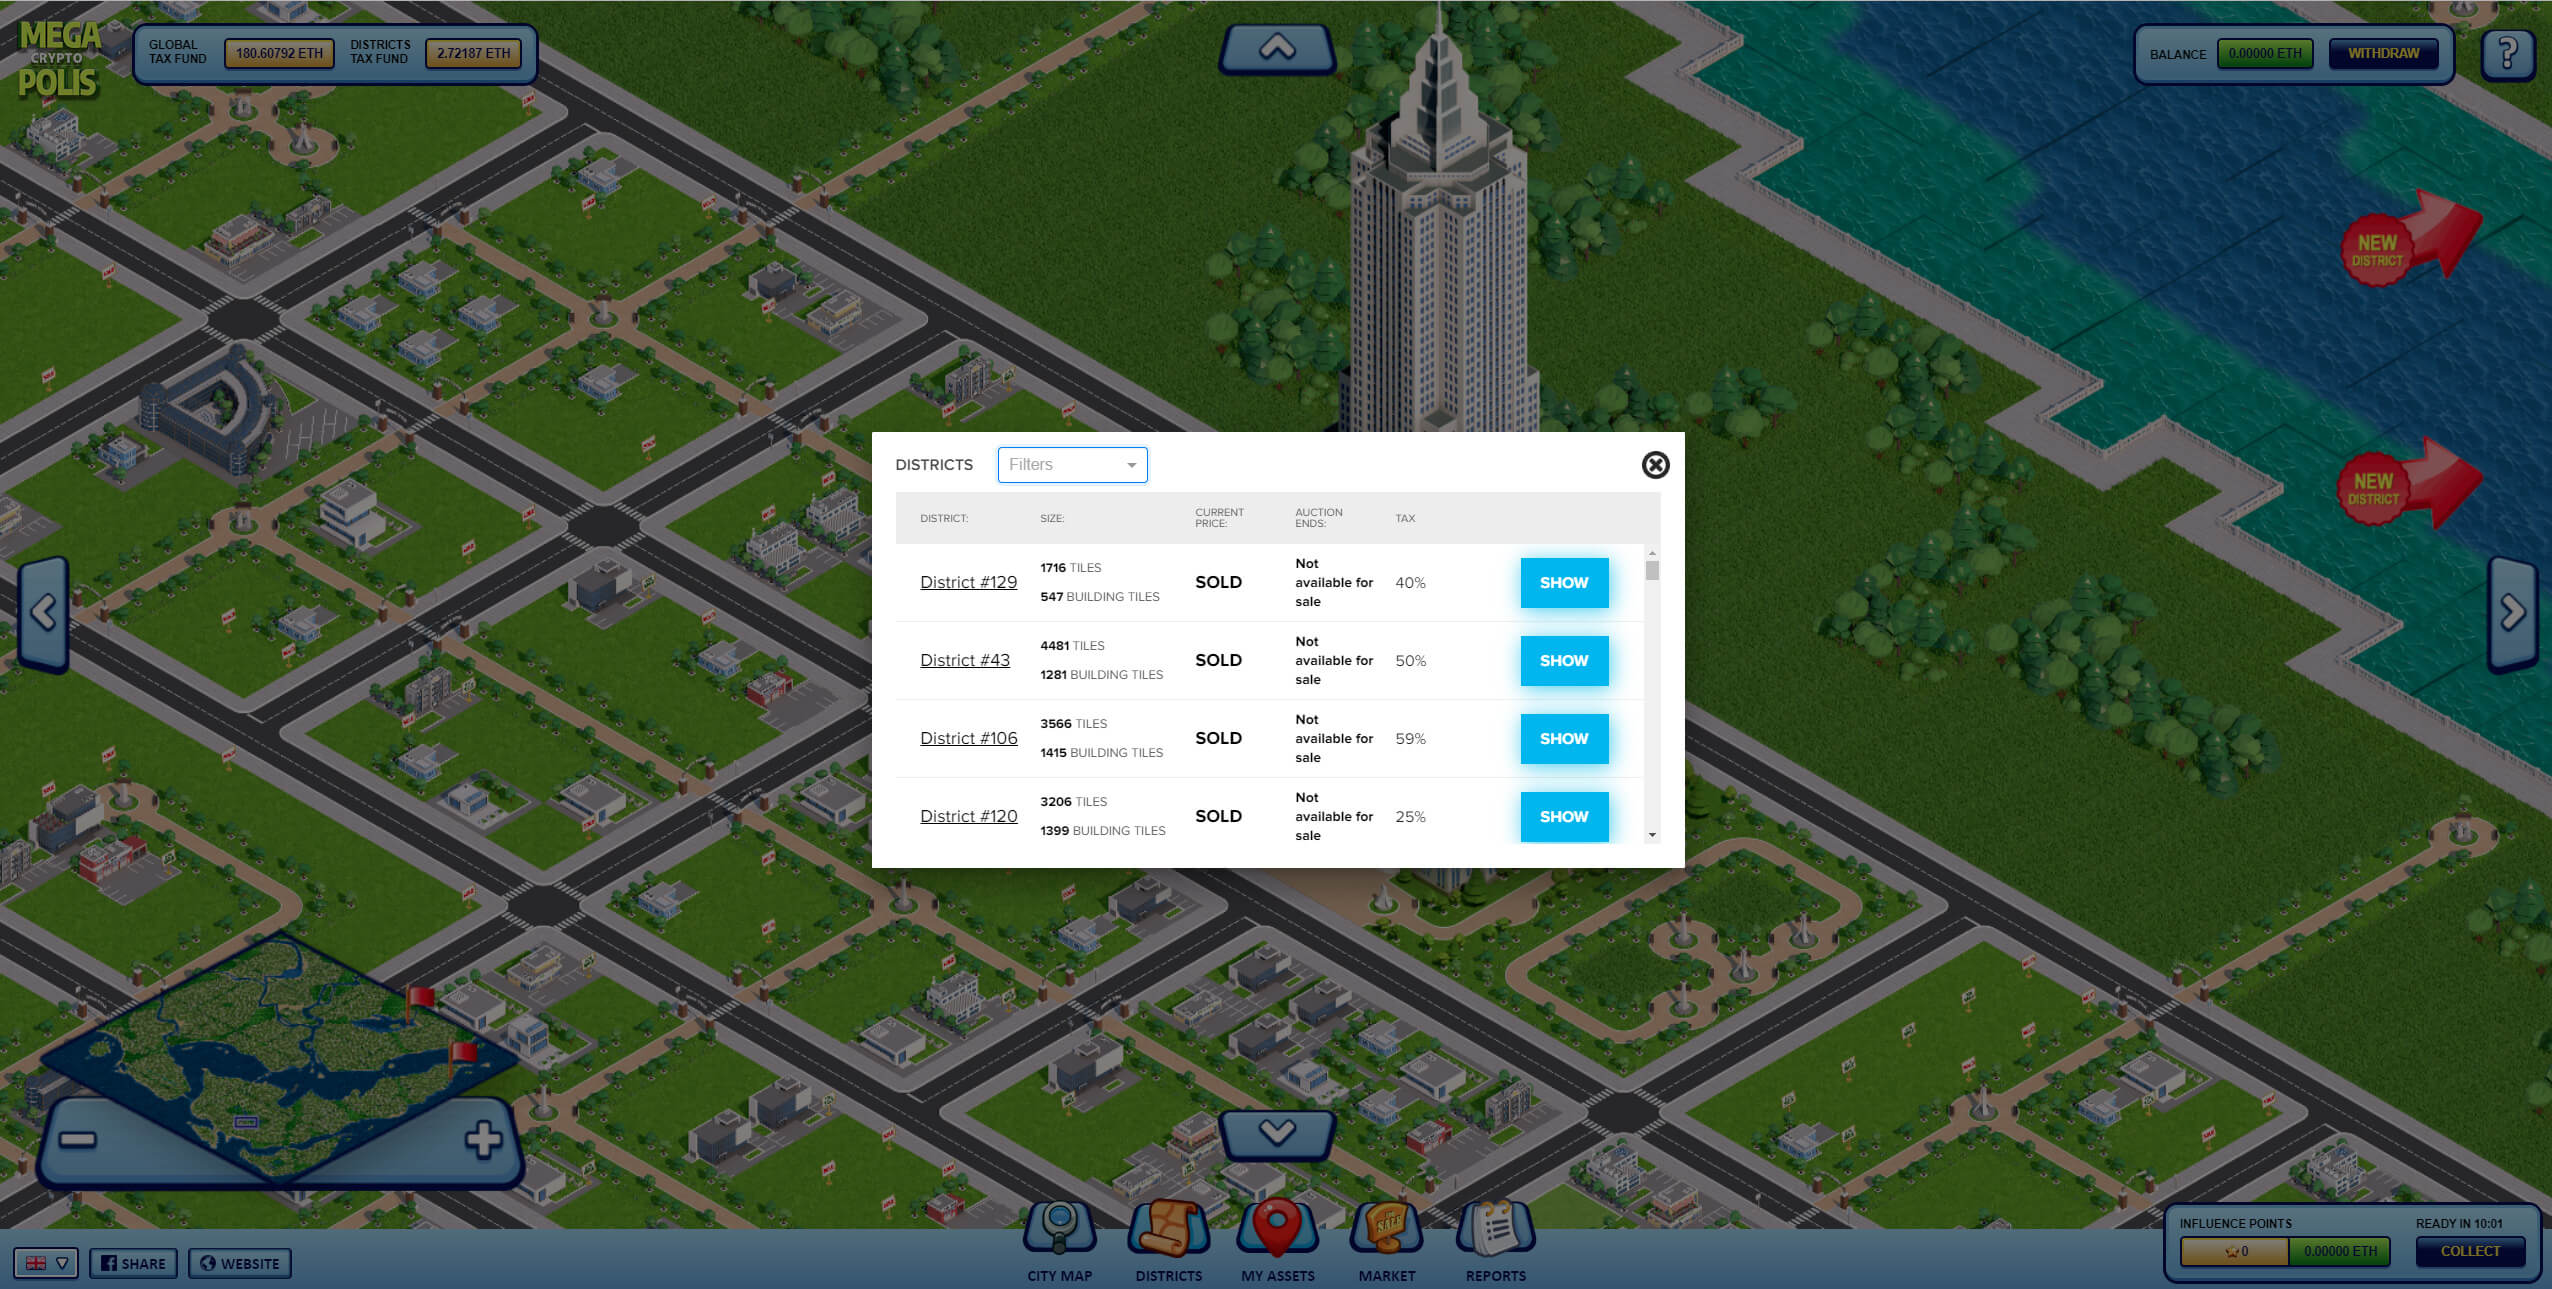 MEGA
CRYPTO
POLIS
GLOBAL
TAX FUND
180.60792 ETH
DISTRICTS
TAX FUND
2.72187 ETH
BALANCE
0.00000 ETH
WITHDRAW
?
NEW
DISTRICT
NEW
DISTRICT
DISTRICTS
Filters
DISTRICT:
SIZE:
CURRENT
PRICE:
AUCTION
ENDS:
TAX
District #129
1716 TILES
547 BUILDING TILES
SOLD
Not
available for
sale
40%
SHOW
District #43
4481 TILES
1281 BUILDING TILES
SOLD
Not
available for
sale
50%
SHOW
District #106
3566 TILES
1415 BUILDING TILES
SOLD
Not
available for
sale
59%
SHOW
District #120
3206 TILES
1399 BUILDING TILES
SOLD
Not
available for
sale
25%
SHOW
SHARE
WEBSITE
CITY MAP
DISTRICTS
MY ASSETS
SALE
MARKET
REPORTS
INFLUENCE POINTS
READY IN 10:01
0
0.00000 ETH
COLLECT